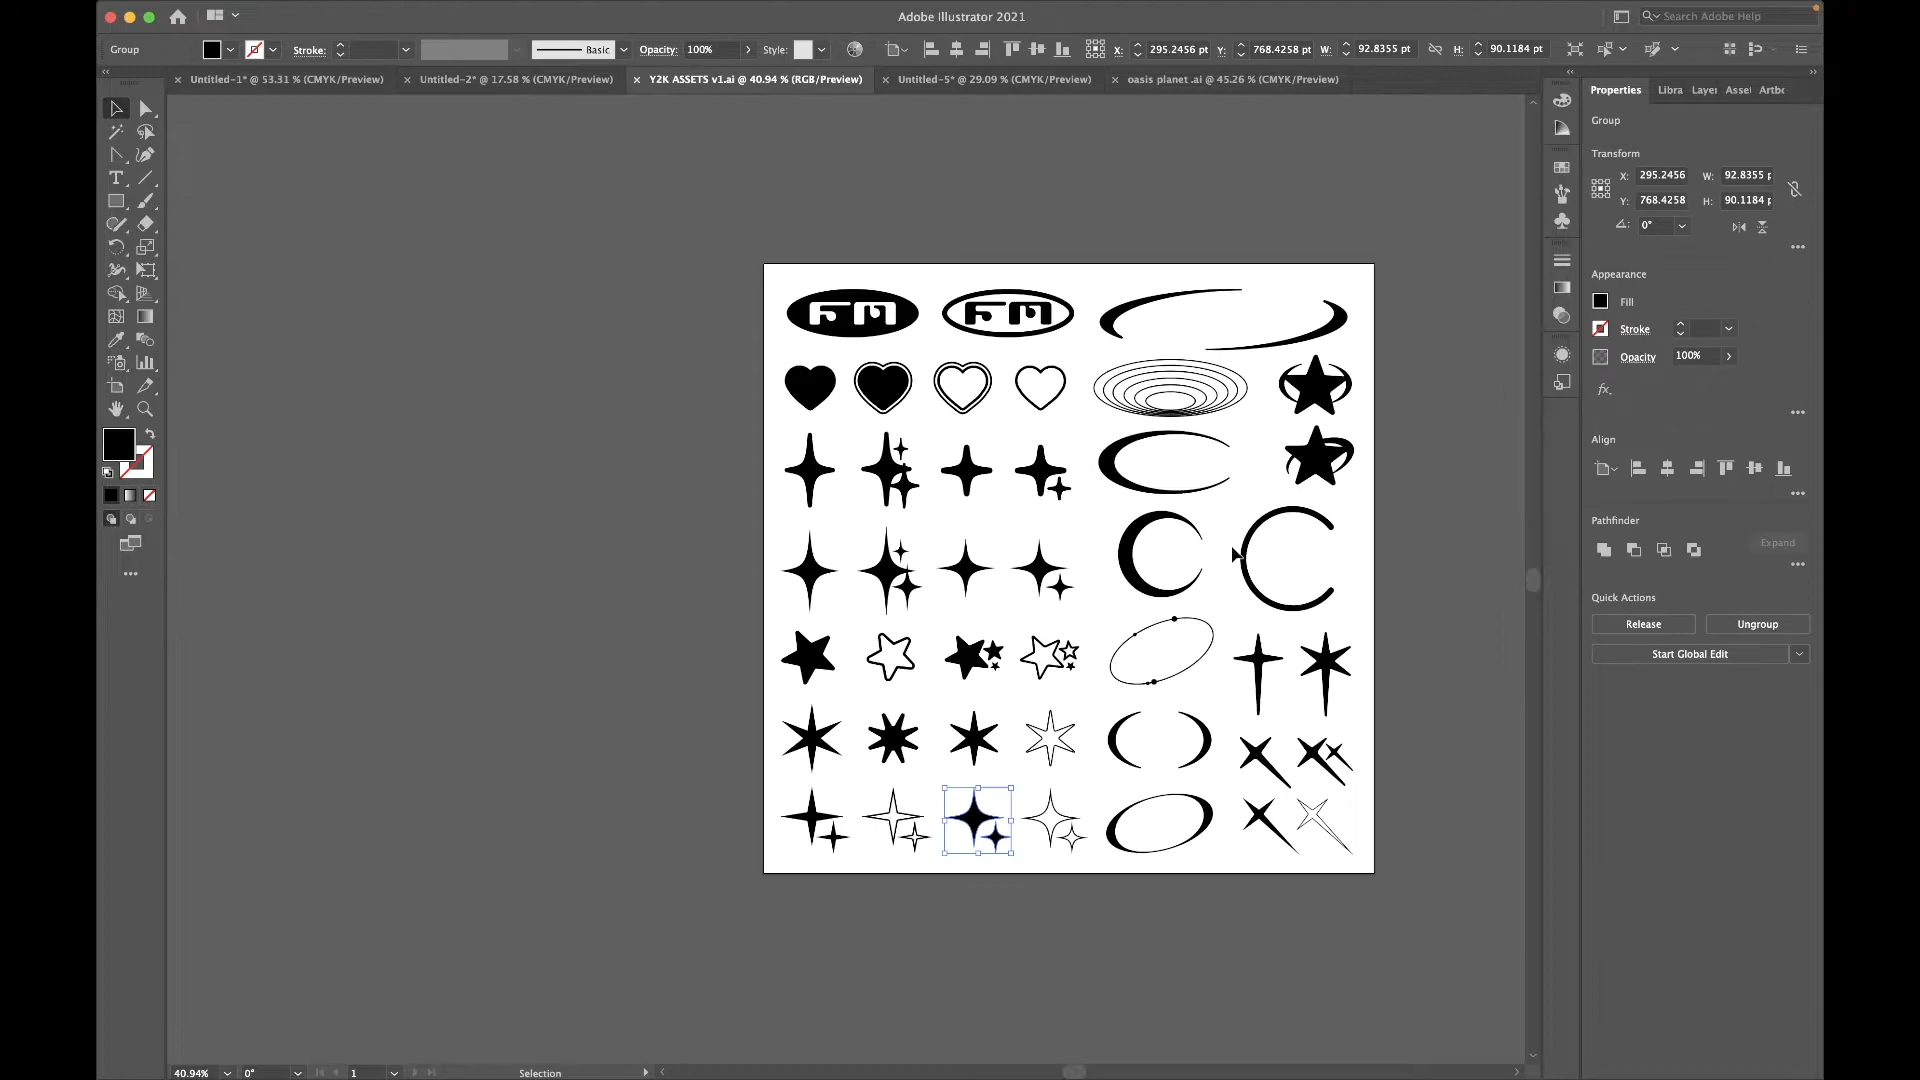 Adobe Illustrator 2021
Search Adobe Help
Group
Stroke:
Basic
Opacity:
100%
Style:
X:
295.2456 pt
Y:
768.4258 pt
W:
92.8355 pt
H:
90.1184 pt
Untitled-1* @ 53.31 % (CMYK/Preview)
Untitled-2* @ 17.58 % (CMYK/Preview)
Y2K ASSETS v1.ai @ 40.94 % (RGB/Preview)
Untitled-5* @ 29.09 % (CMYK/Preview)
oasis planet .ai @ 45.26 % (CMYK/Preview)
Properties
Libra
Layer
Asset
Artbo
Group
Transform
X:
295.2456
W:
92.8355 p
Y:
768.4258
H:
90.1184 p
0°
Appearance
Fill
Stroke
Opacity
100%
fx.
Align
Pathfinder
Expand
Quick Actions
Release
Ungroup
Start Global Edit
40.94%
0°
1
Selection